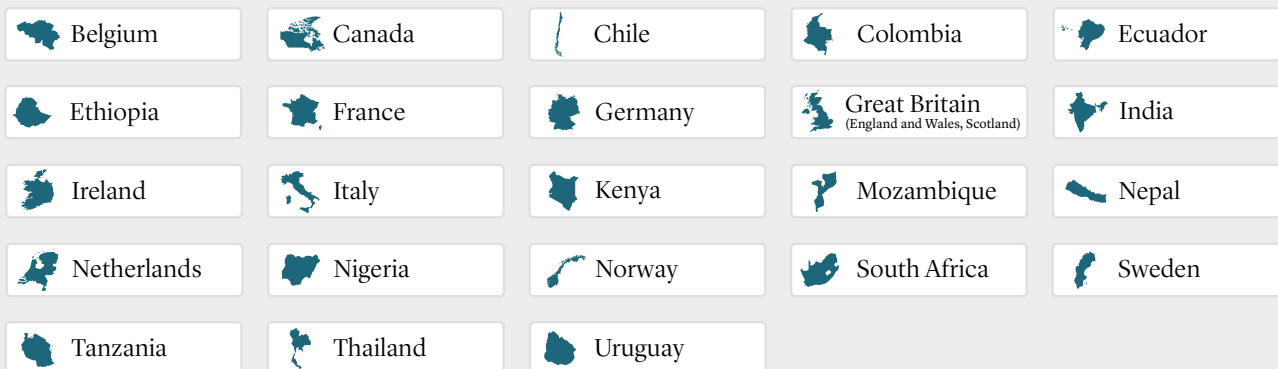 Belgium
Canada
Chile
Colombia
Ecuador
Ethiopia
France
Germany
Great Britain
(England and Wales, Scotland)
India
Ireland
Italy
Kenya
Mozambique
Nepal
Netherlands
Nigeria
Norway
South Africa
Sweden
Tanzania
Thailand
Uruguay